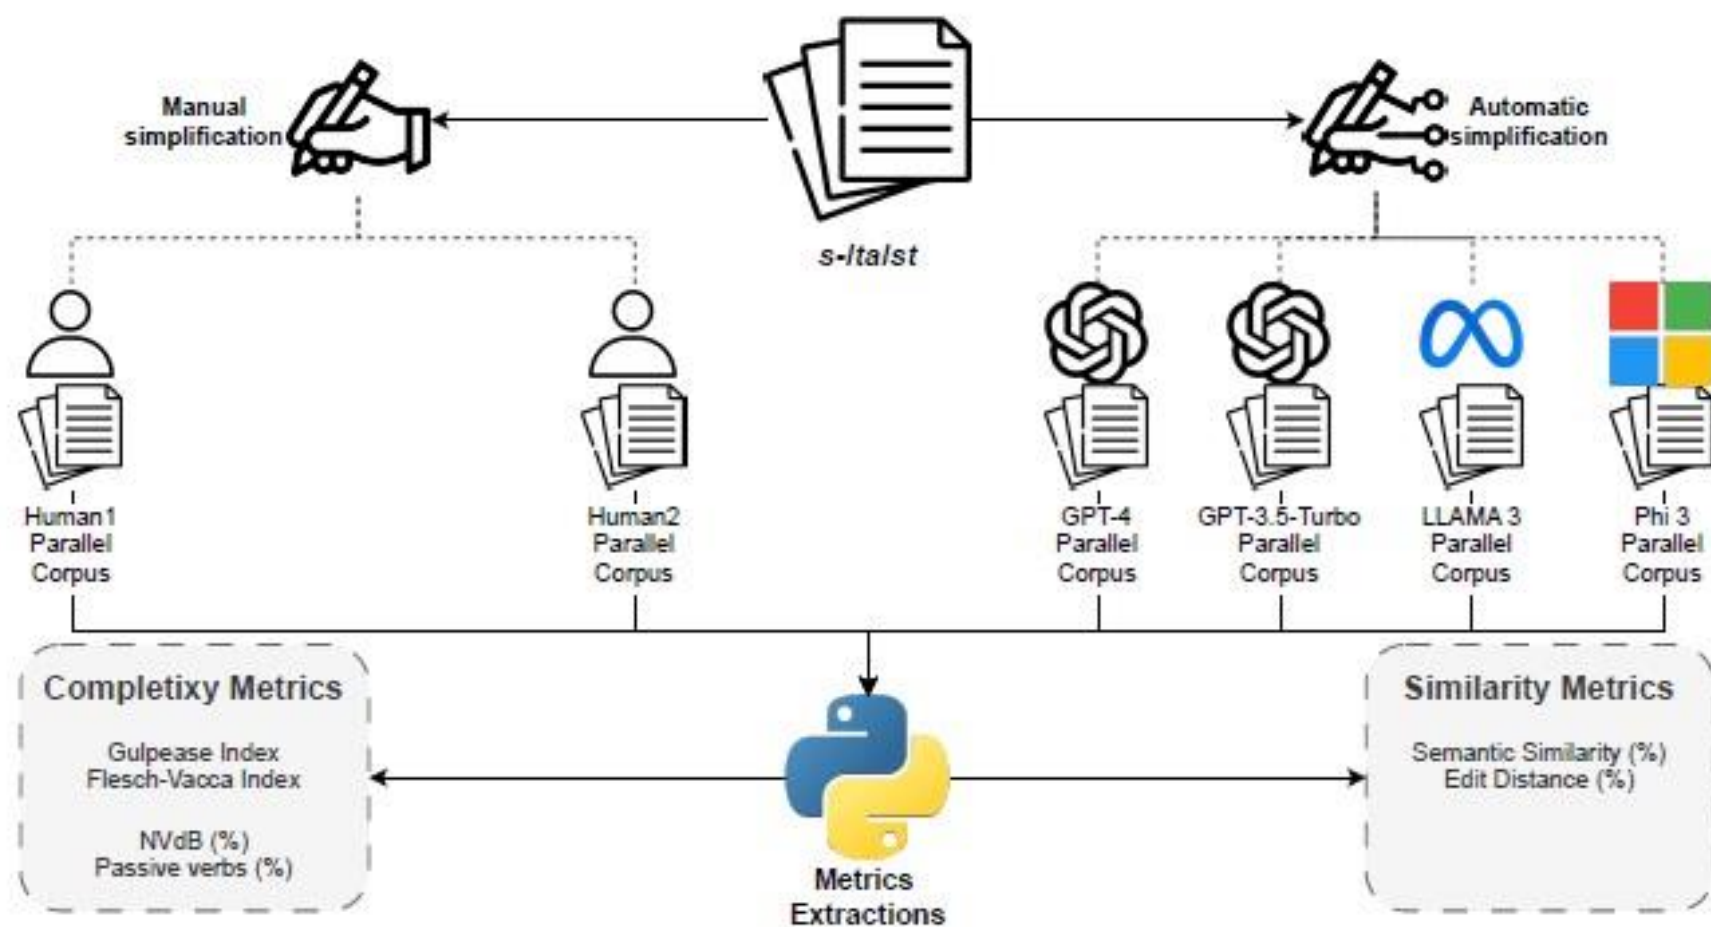 Manual
simplification
Automatic
simplification
s-ItaIst
Human1
Parallel
Corpus
Human2
Parallel
Corpus
GPT-4
Parallel
Corpus
GPT-3.5-Turbo
Parallel
Corpus
LLAMA 3
Parallel
Corpus
Phi 3
Parallel
Corpus
Completixy Metrics
Gulpease Index
Flesch-Vacca Index
NVdB (%)
Passive verbs (%)
Metrics
Extractions
Similarity Metrics
Semantic Similarity (%)
Edit Distance (%)